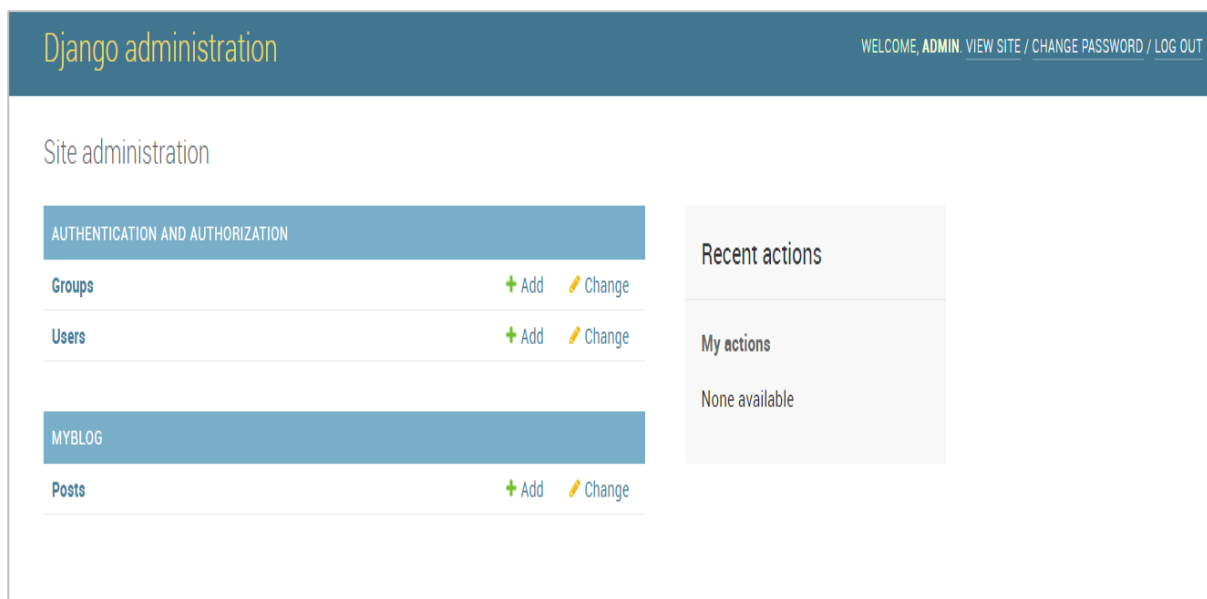 Django administration
WELCOME, ADMIN. VIEW SITE / CHANGE PASSWORD / LOG OUT
Site administration
AUTHENTICATION AND AUTHORIZATION
Groups + Add Change
Users + Add Change
MYBLOG
Posts + Add Change
Recent actions
My actions
None available